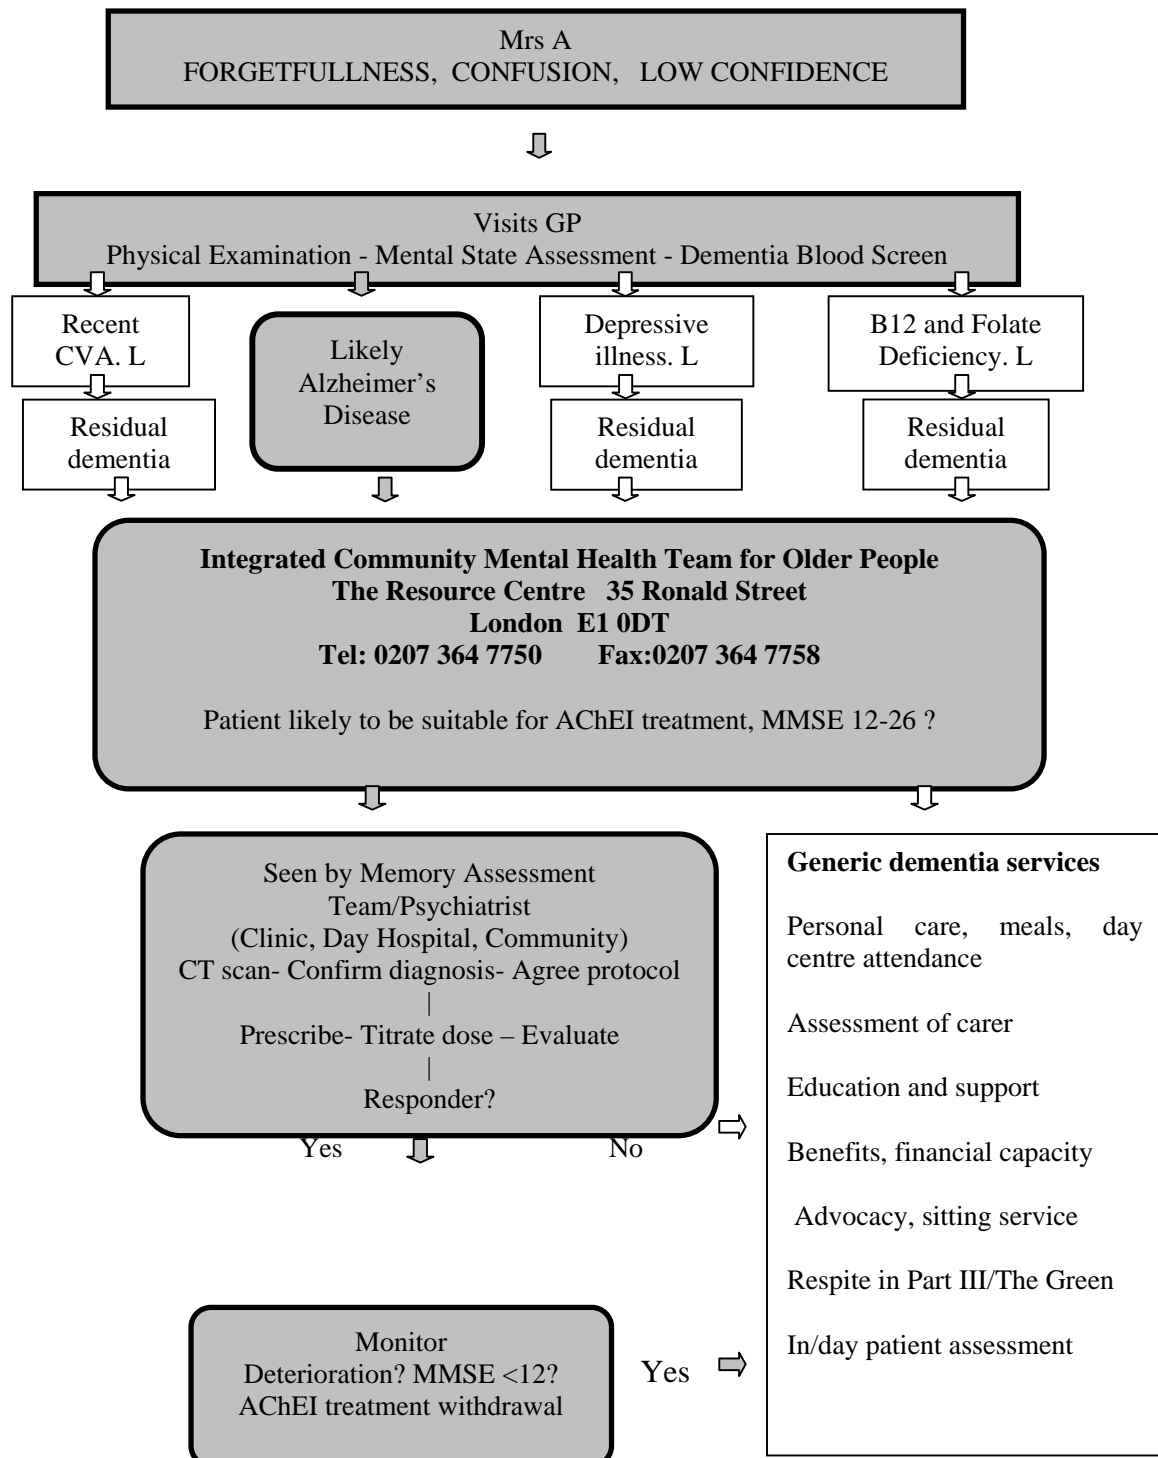 Mrs A
FORGETFULLNESS, CONFUSION, LOW CONFIDENCE
Visits GP
Physical Examination - Mental State Assessment - Dementia Blood Screen
Recent
CVA. L
Likely
Alzheimer's
Disease
Depressive
illness. L
B12 and Folate
Deficiency. L
Residual
dementia
Residual
dementia
Residual
dementia
Integrated Community Mental Health Team for Older People
The Resource Centre 35 Ronald Street
London E1 0DT
Tel: 0207 364 7750 Fax:0207 364 7758
Patient likely to be suitable for AChEI treatment, MMSE 12-26 ?
Seen by Memory Assessment
Team/Psychiatrist
(Clinic, Day Hospital, Community)
CT scan- Confirm diagnosis- Agree protocol
|
Prescribe- Titrate dose – Evaluate
|
Responder?
Yes No
Generic dementia services
Personal care, meals, day
centre attendance
Assessment of carer
Education and support
Benefits, financial capacity
Advocacy, sitting service
Respite in Part III/The Green
In/day patient assessment
Monitor
Deterioration? MMSE <12?
AChEI treatment withdrawal
Yes